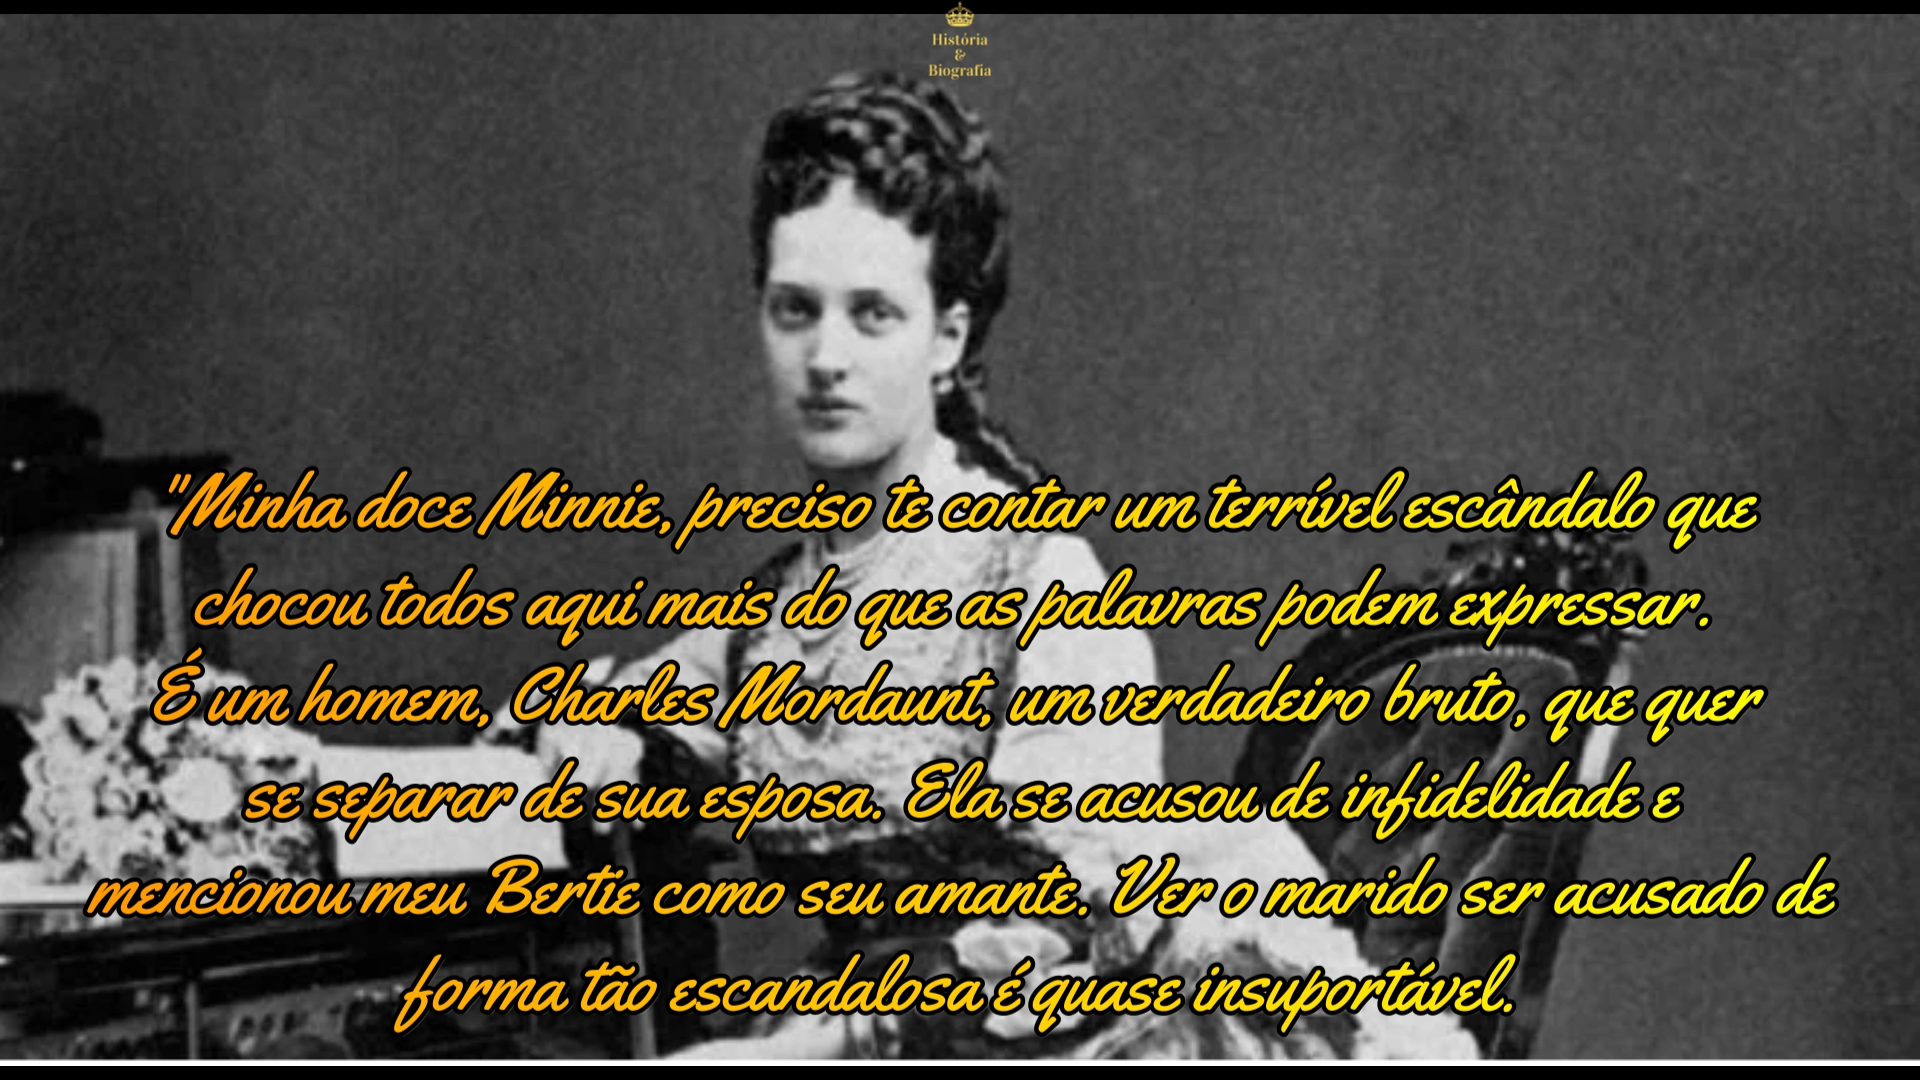 História
&
Biografia
"Minha doce Minnie, preciso te contar um terrível escândalo que
chocou todos aqui mais do que as palavras podem expressar.
É um homem, Charles Mordaunt, um verdadeiro bruto, que quer
se separar de sua esposa. Ela se acusou de infidelidade e
mencionou meu Bertie como seu amante. Ver o marido ser acusado de
forma tão escandalosa é quase insuportável.